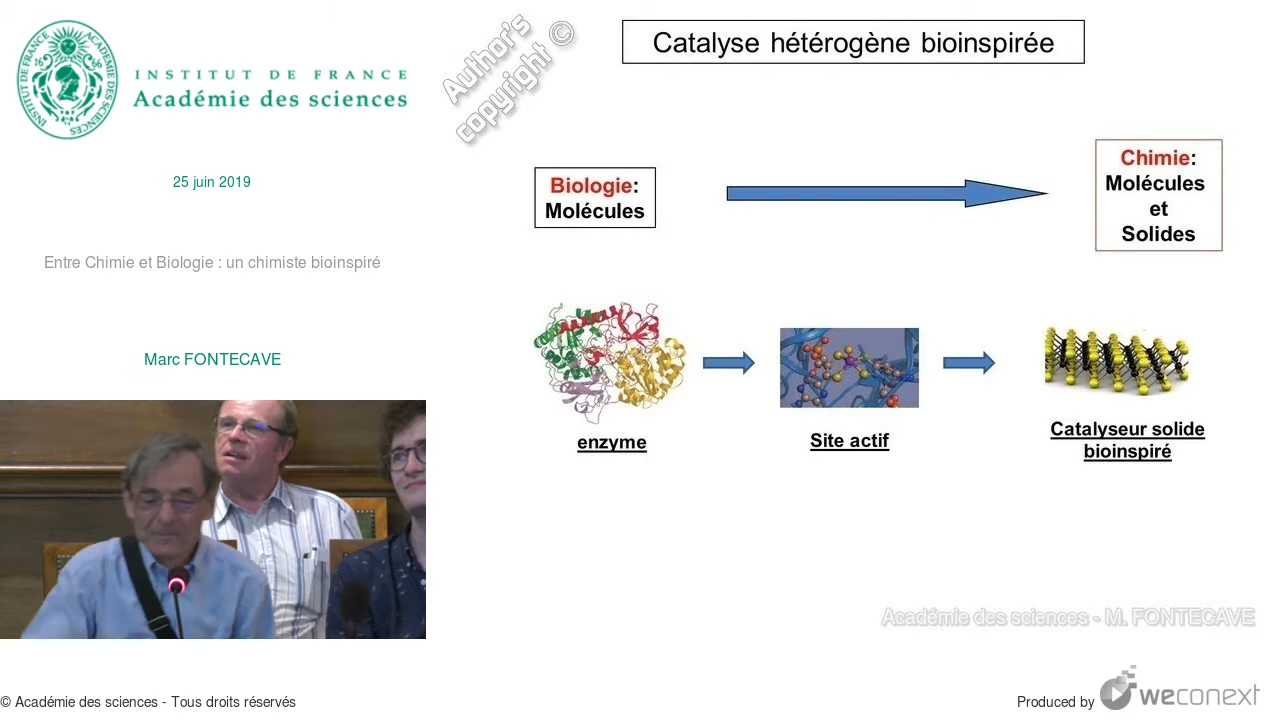 INSTITUT DE FRANCE
Académie des sciences
25 juin 2019
Entre Chimie et Biologie : un chimiste bioinspiré
Marc FONTECAVE
Author's
copyright ©
Catalyse hétérogène bioinspirée
Biologie:
Molécules
Chimie:
Molécules
et
Solides
enzyme
Site actif
Catalyseur solide
bioinspiré
Académie des sciences - M. FONTECAVE
© Académie des sciences - Tous droits réservés
Produced by
weconext